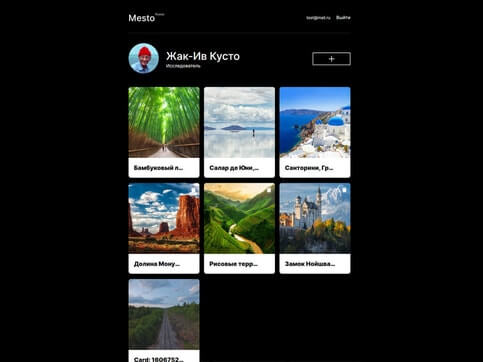 Mesto Russia
test@mail.ru Выйти
Жак-Ив Кусто
Исследователь
+
Бамбуковый л...
Салар де Юни,...
Санторини, Гр...
Долина Мону...
Рисовые терр...
Замок Нойшва...
Card: 1606752...